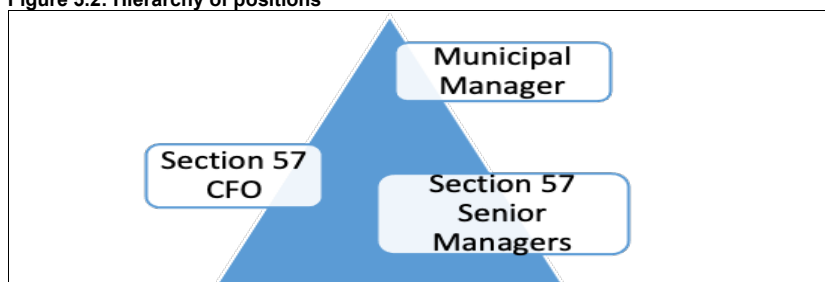 Figure 3.2: Hierarchy of positions
Municipal
Manager
Section 57
CFO
Section 57
Senior
Managers